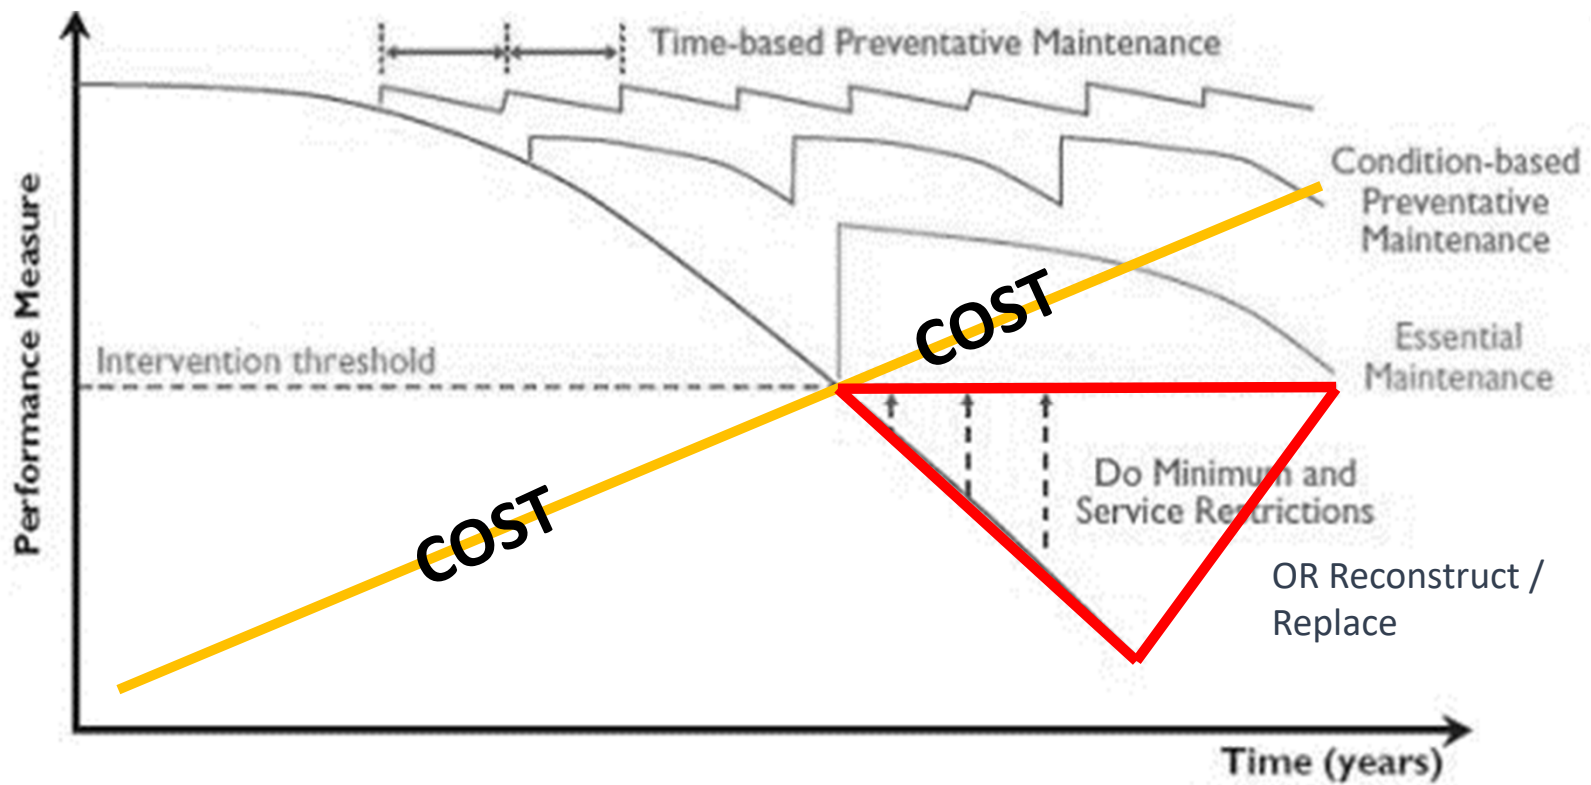 Time-based Preventative Maintenance
Condition-based
Preventative
Maintenance
Performance Measure
COST
Intervention threshold
Essential
Maintenance
Do Minimum and
Service Restrictions
COST
OR Reconstruct /
Replace
Time (years)